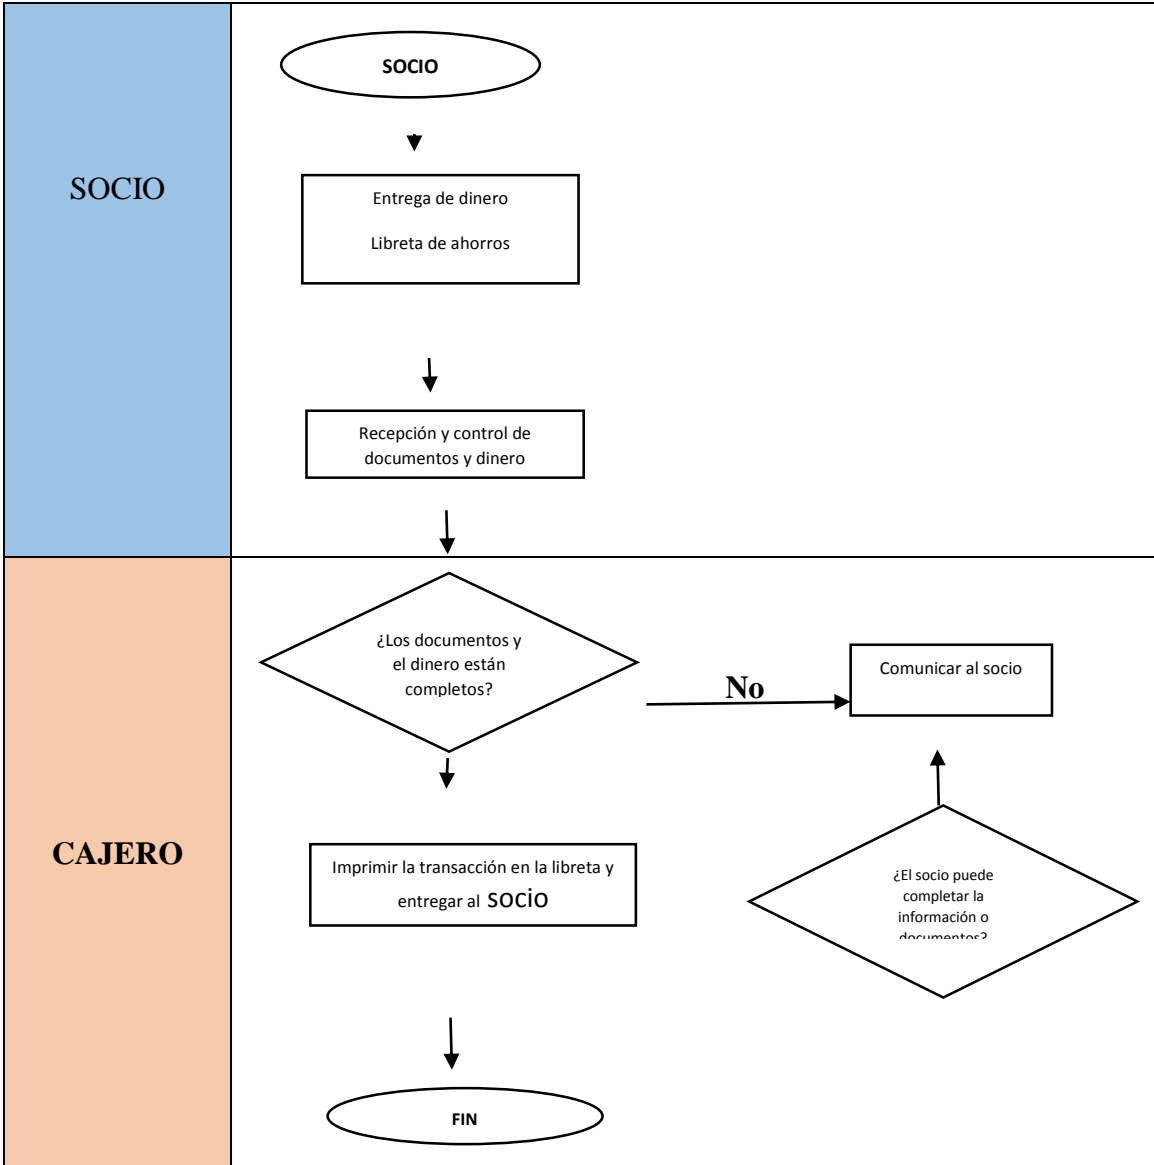 SOCIO
SOCIO
Entrega de dinero
Libreta de ahorros
Recepción y control de
documentos y dinero
CAJERO
¿Los documentos y
el dinero están
completos?
No
Comunicar al socio
Imprimir la transacción en la libreta y
entregar al socio
¿El socio puede
completar la
información o
documentos?
FIN